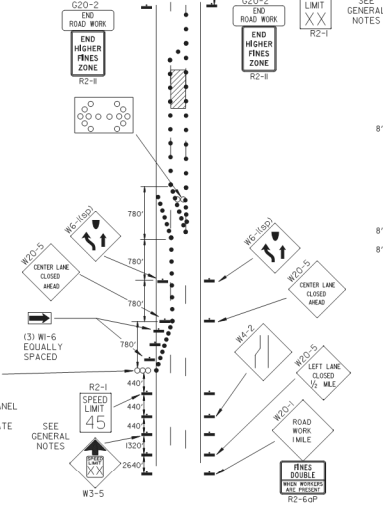 G20-2
END
ROAD WORK
END
HIGHER
FINES
ZONE
R2-11
G20-2
END
ROAD WORK
END
HIGHER
FINES
ZONE
R2-11
LIMIT
XX
R2-1
SEE
GENERAL
NOTES
8'
8'
8'
780'
780'
780'
780'
W6-1(sp)
W20-5
CENTER LANE
CLOSED
AHEAD
(3) W1-6
EQUALLY
SPACED
W6-1(sp)
W20-5
CENTER LANE
CLOSED
AHEAD
W4-2
W20-5
LEFT LANE
CLOSED
1/2 MILE
W20-1
ROAD
WORK
1 MILE
FINES
DOUBLE
WHEN WORKERS
ARE PRESENT
R2-6aP
440'
440'
440'
440'
1320'
2640'
R2-1
SPEED
LIMIT
45
NEL
TE
SEE
GENERAL
NOTES
SPEED
LIMIT
XX
W3-5